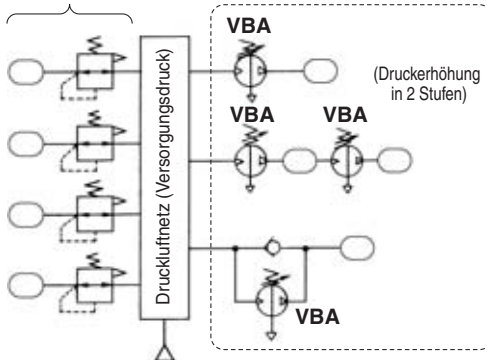 VBA
(Druckerhöhung
in 2 Stufen)
VBA
VBA
Druckluftnetz (Versorgungsdruck)
VBA